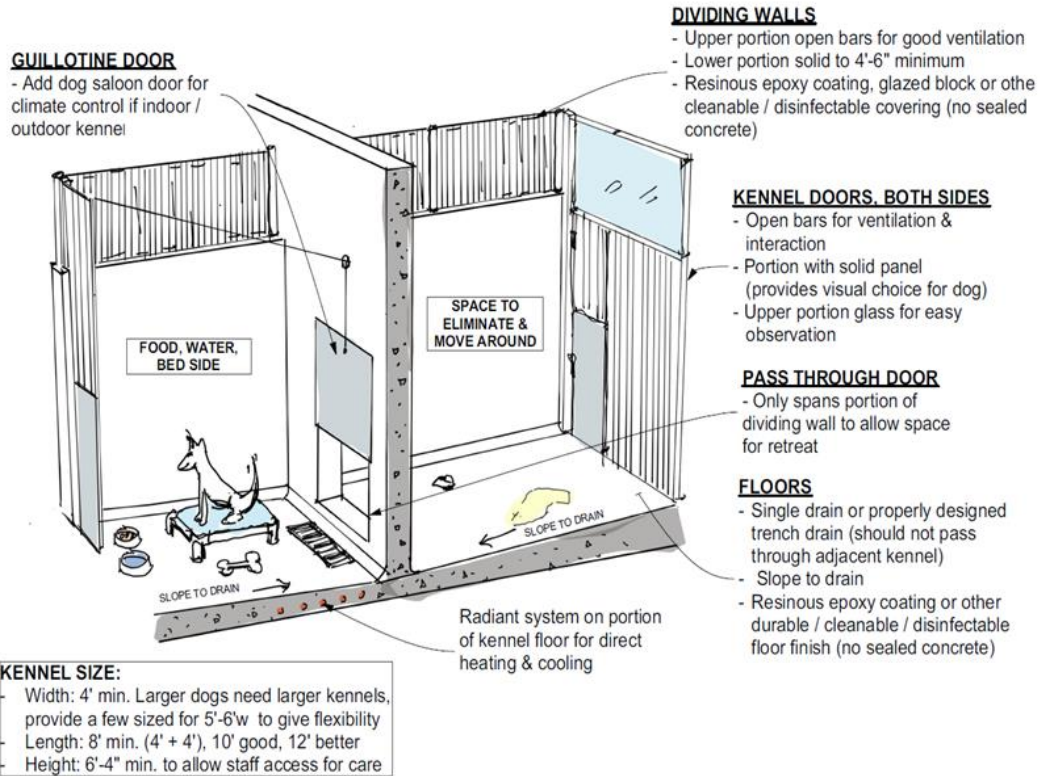 GUILLOTINE DOOR
- Add dog saloon door for
climate control if indoor /
outdoor kennel
DIVIDING WALLS
- Upper portion open bars for good ventilation
- Lower portion solid to 4'-6" minimum
- Resinous epoxy coating, glazed block or othe
cleanable / disinfectable covering (no sealed
concrete)
KENNEL DOORS, BOTH SIDES
- Open bars for ventilation &
interaction
- Portion with solid panel
(provides visual choice for dog)
- Upper portion glass for easy
observation
FOOD, WATER,
BED SIDE
SPACE TO
ELIMINATE &
MOVE AROUND
PASS THROUGH DOOR
- Only spans portion of
dividing wall to allow space
for retreat
FLOORS
- Single drain or properly designed
trench drain (should not pass
through adjacent kennel)
- Slope to drain
- Resinous epoxy coating or other
durable / cleanable / disinfectable
floor finish (no sealed concrete)
SLOPE TO DRAIN
SLOPE TO DRAIN
Radiant system on portion
of kennel floor for direct
heating & cooling
KENNEL SIZE:
- Width: 4' min. Larger dogs need larger kennels,
provide a few sized for 5'-6'w to give flexibility
- Length: 8' min. (4' + 4'), 10' good, 12' better
- Height: 6'-4" min. to allow staff access for care